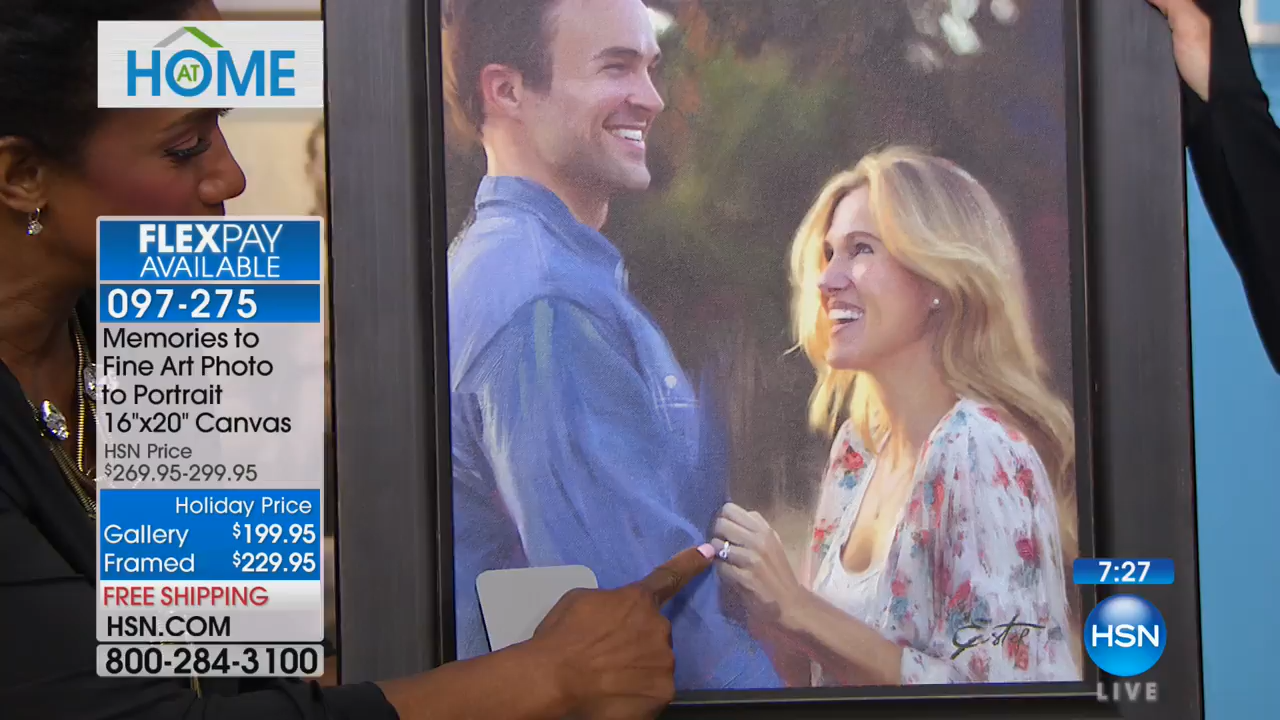 AT HOME
FLEXPAY
AVAILABLE
097-275
Memories to
Fine Art Photo
to Portrait
16"x20" Canvas
HSN Price
$269.95-299.95
Holiday Price
Gallery $199.95
Framed $229.95
FREE SHIPPING
HSN.COM
800-284-3100
7:27
HSN
LIVE